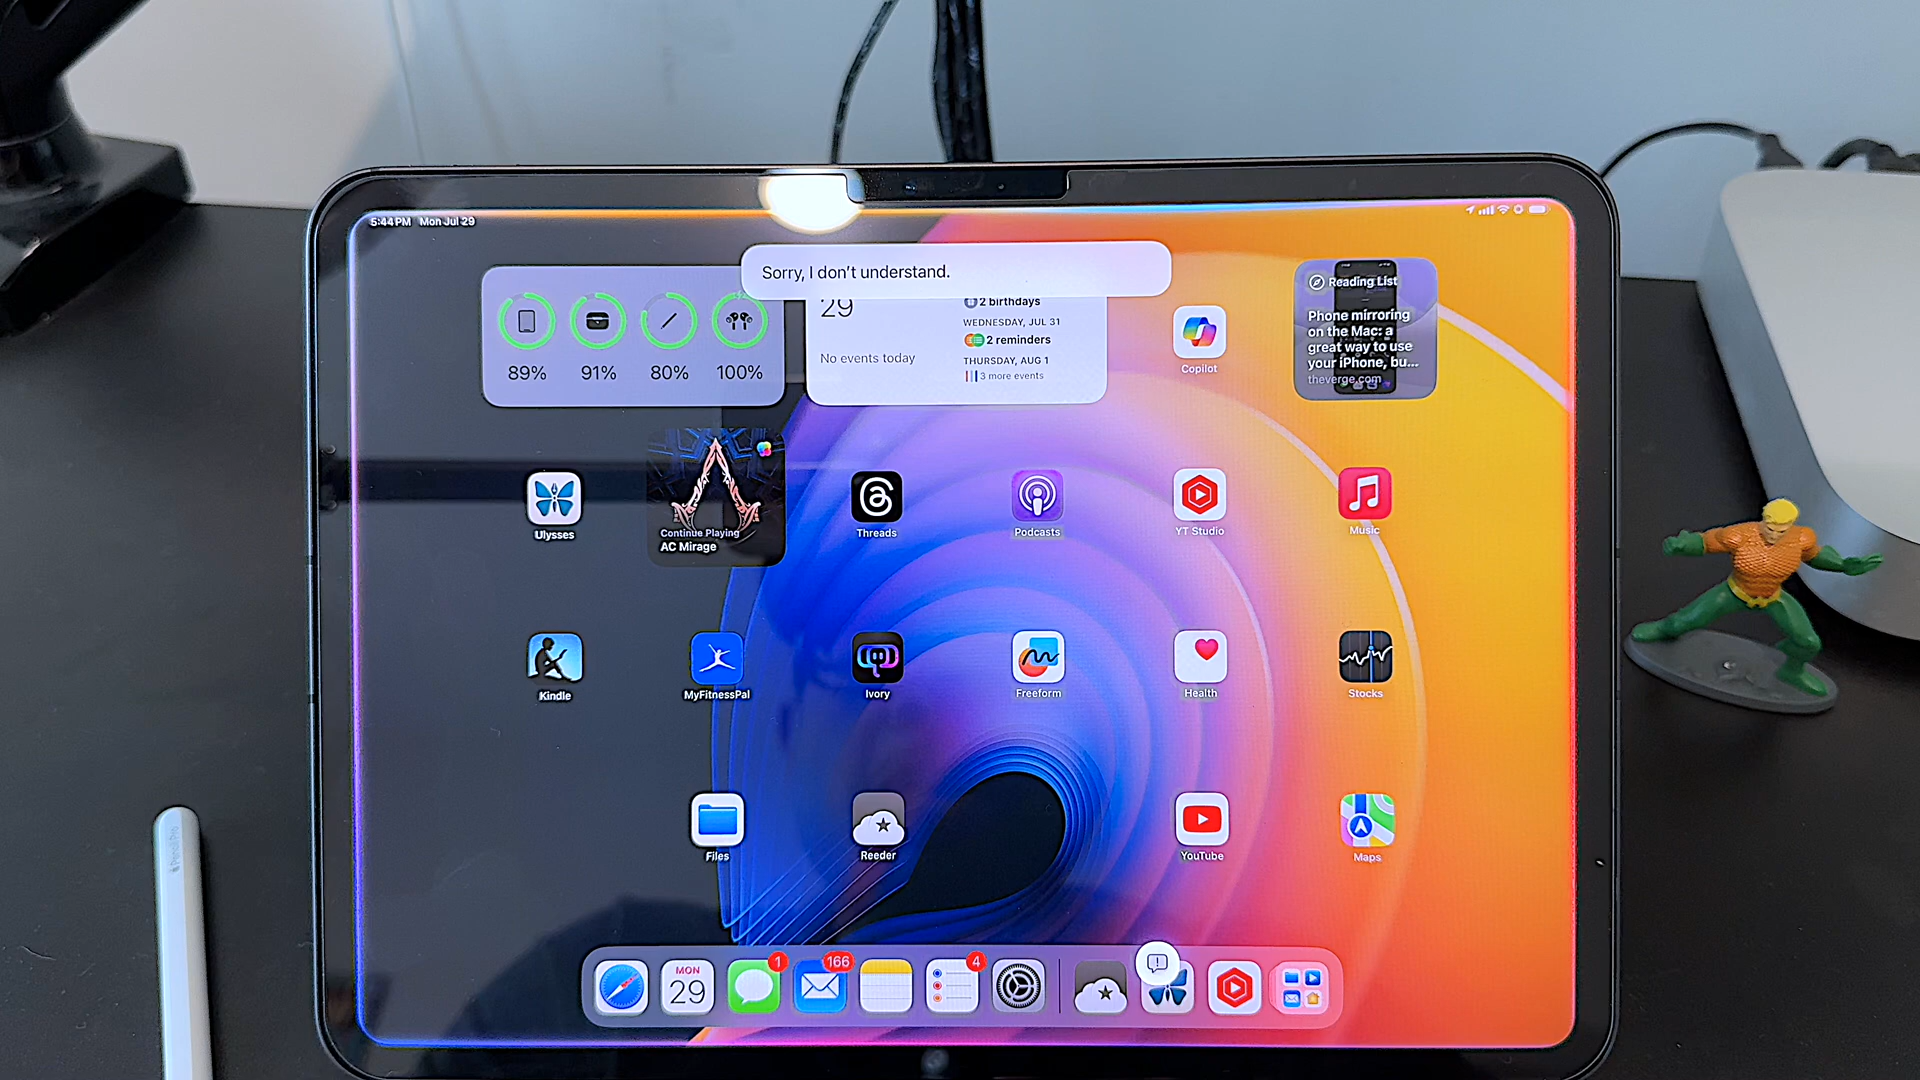 5:44 PM Mon Jul 29
Sorry, I don't understand.
89% 91% 80% 100%
29
No events today
2 birthdays
WEDNESDAY, JUL 31
2 reminders
THURSDAY, AUG 1
3 more events
Copilot
Reading List
Phone mirroring
on the Mac: a
great way to use
your iPhone, bu...
theverge.com
Ulysses
Continue Playing
AC Mirage
Threads
Podcasts
YT Studio
Music
Kindle
MyFitnessPal
Ivory
Freeform
Health
Stocks
Files
Reeder
YouTube
Maps
MON
29
1
166
4
Pencil Pro